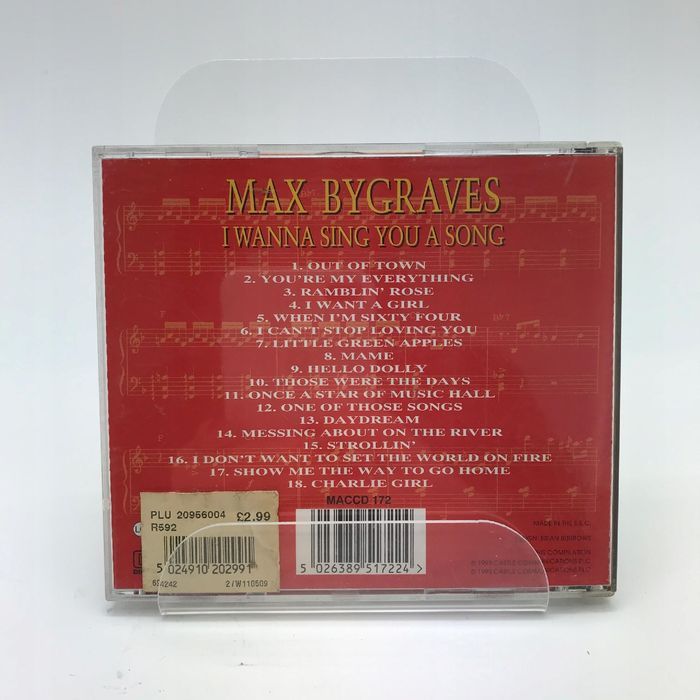 MAX BYGRAVES
I WANNA SING YOU A SONG
1. OUT OF TOWN
2. YOU'RE MY EVERYTHING
3. RAMBLIN' ROSE
4. I WANT A GIRL
5. WHEN I'M SIXTY FOUR
6. I CAN'T STOP LOVING YOU
7. LITTLE GREEN APPLES
8. MAME
9. HELLO DOLLY
10. THOSE WERE THE DAYS
11. ONCE A STAR OF MUSIC HALL
12. ONE OF THOSE SONGS
13. DAYDREAM
14. MESSING ABOUT ON THE RIVER
15. STROLLIN'
16. I DON'T WANT TO SET THE WORLD ON FIRE
17. SHOW ME THE WAY TO GO HOME
18. CHARLIE GIRL
MACCD 172
PLU 20956004 £2.99
R592
5 024910 202991
2/W110509
5 026389 517224 >
MADE IN THE E.E.C.
COMPILATION